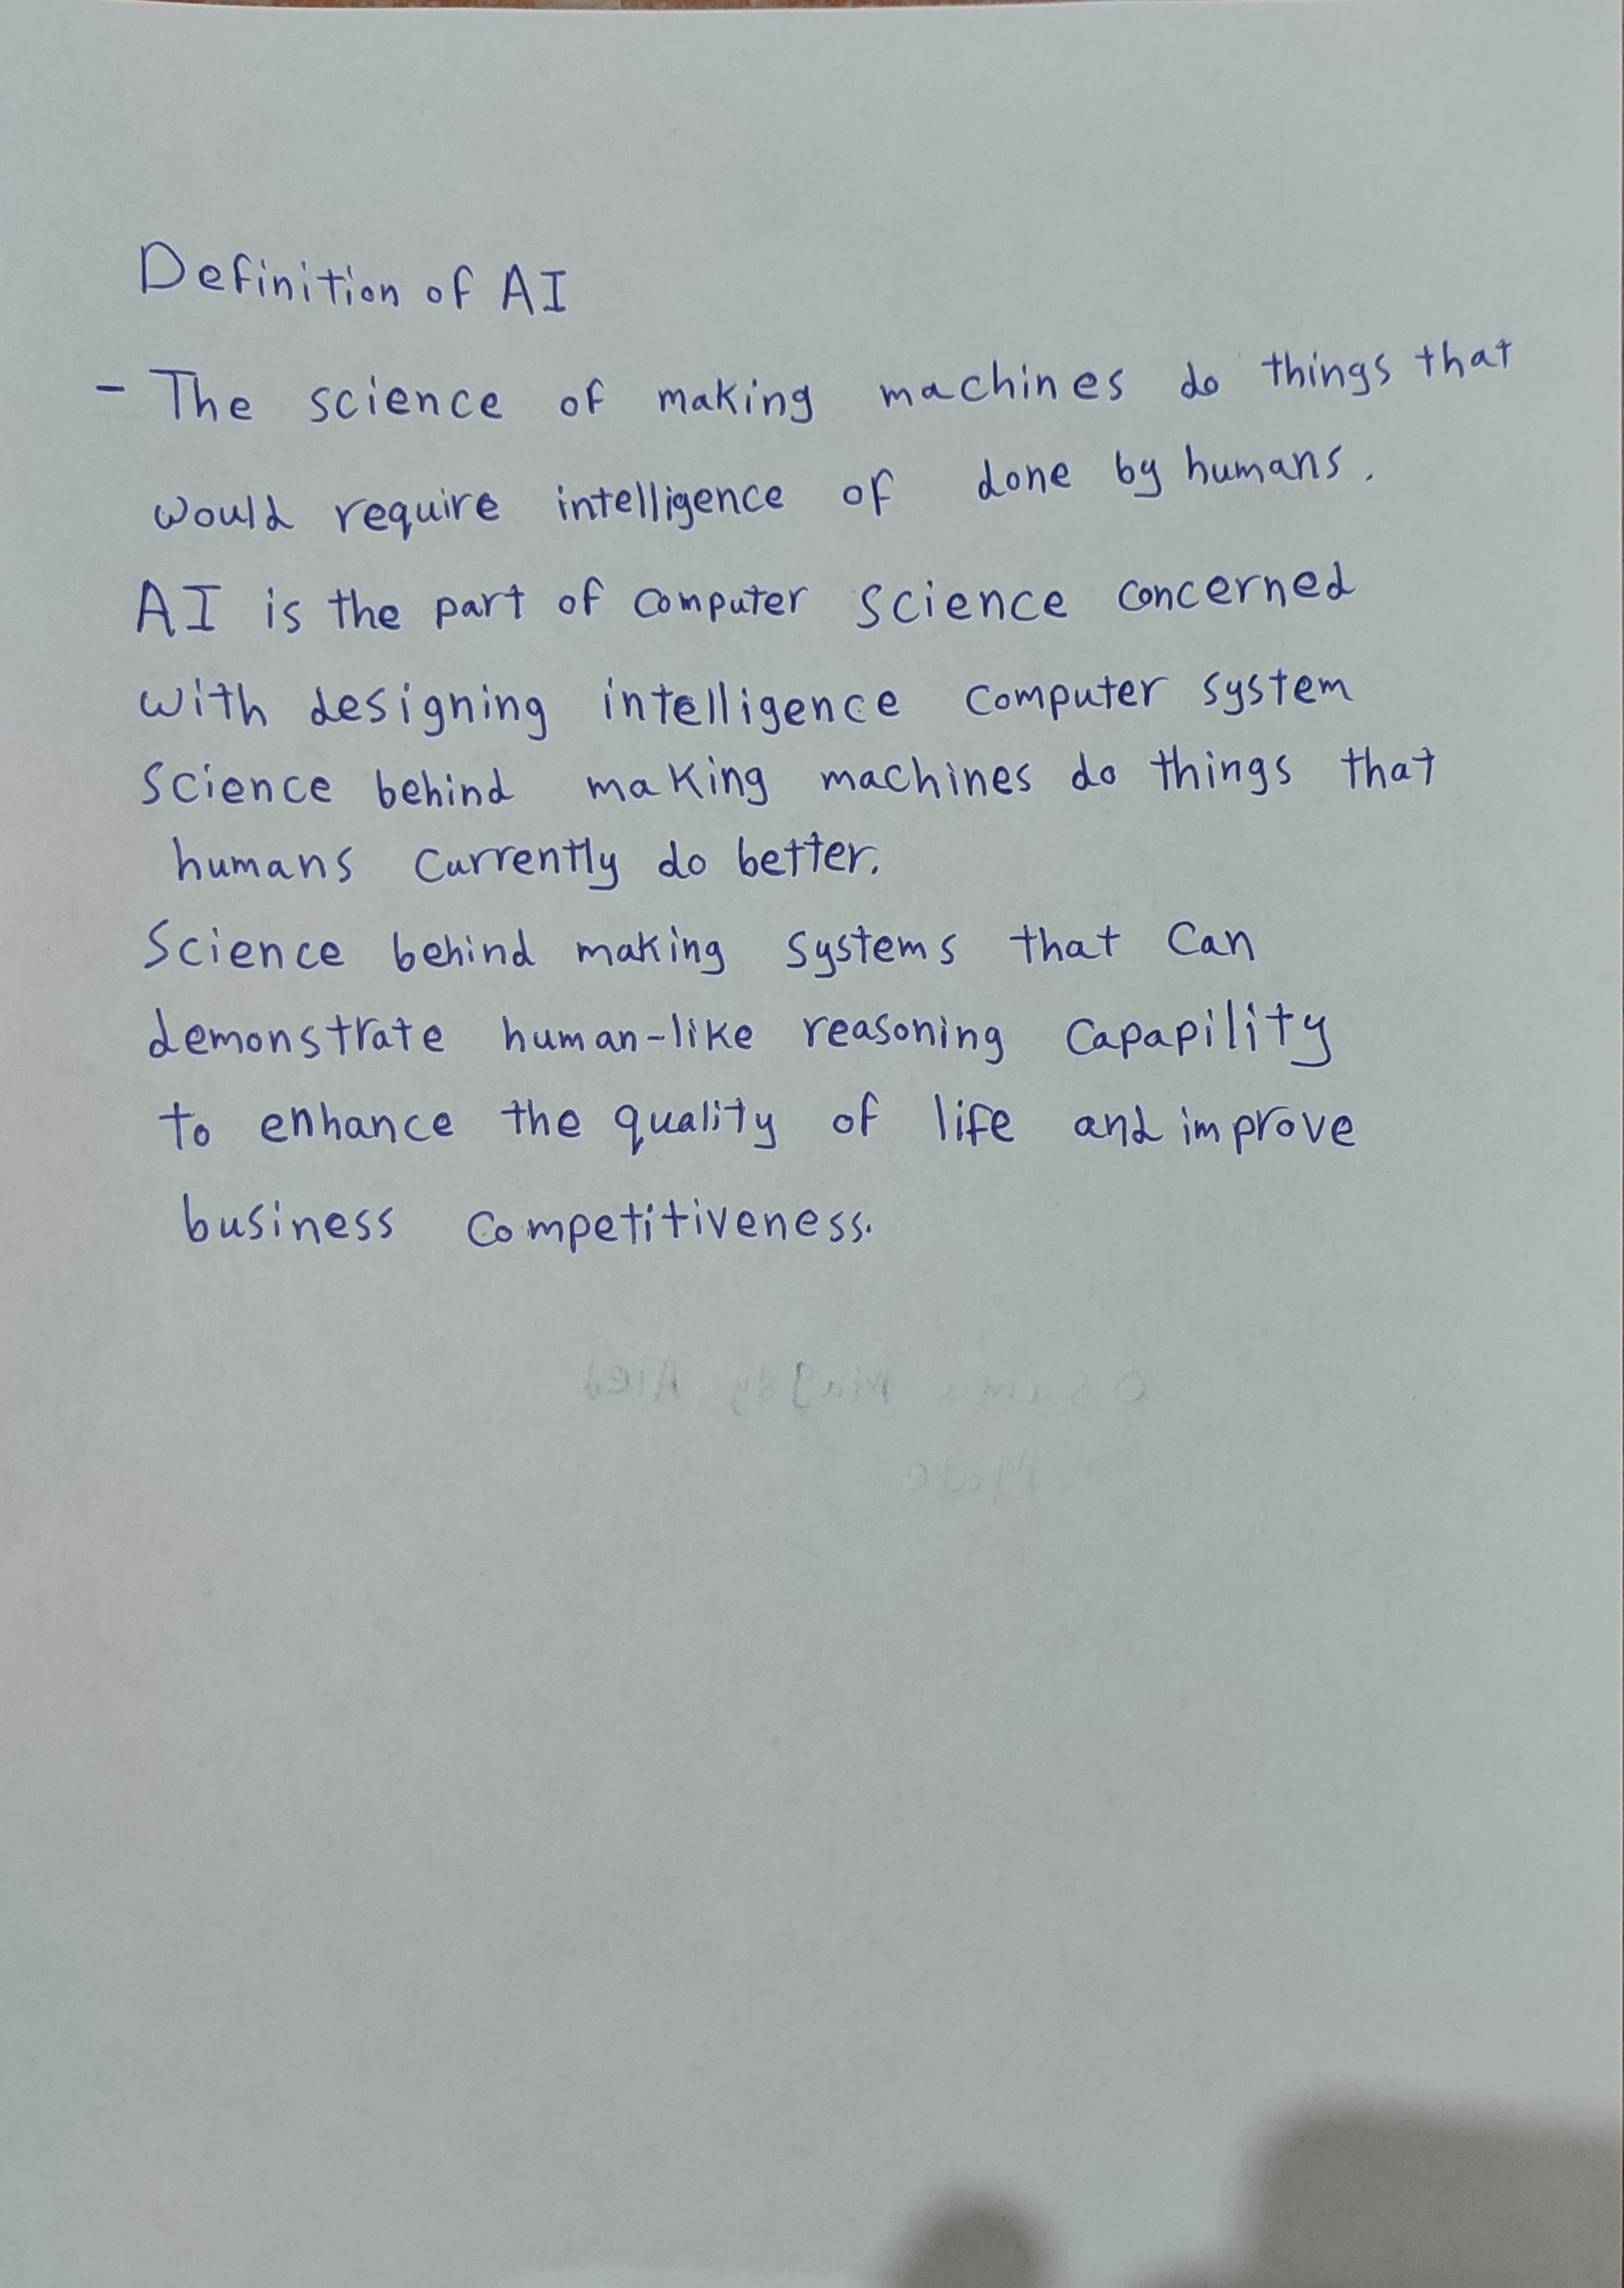 Definition of AI
- The science of making machines do things that
would require intelligence of done by humans.
AI is the part of computer science concerned
with designing intelligence computer system
Science behind making machines do things that
humans currently do better.
Science behind making systems that can
demonstrate human-like reasoning capapility
to enhance the quality of life and improve
business competitiveness.